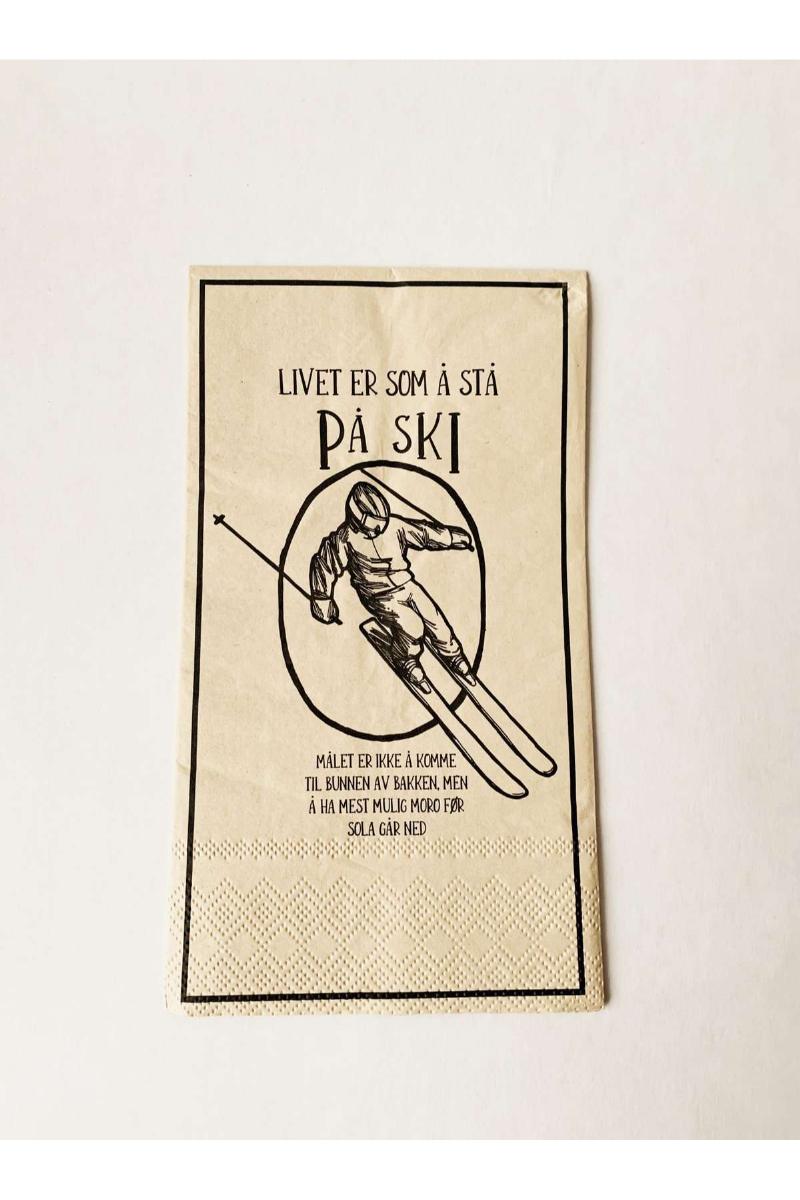 LIVET ER SOM Å STÅ
PÅ SKI
MÅLET ER IKKE Å KOMME
TIL BUNNEN AV BAKKEN, MEN
Å HA MEST MULIG MORO FØR
SOLA GÅR NED